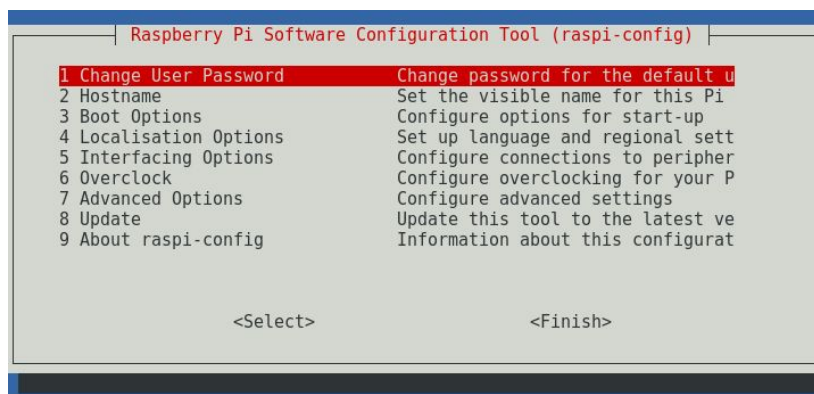 Raspberry Pi Software Configuration Tool (raspi-config)
1 Change User Password Change password for the default u
2 Hostname Set the visible name for this Pi
3 Boot Options Configure options for start-up
4 Localisation Options Set up language and regional sett
5 Interfacing Options Configure connections to peripher
6 Overclock Configure overclocking for your P
7 Advanced Options Configure advanced settings
8 Update Update this tool to the latest ve
9 About raspi-config Information about this configurat
<Select> <Finish>